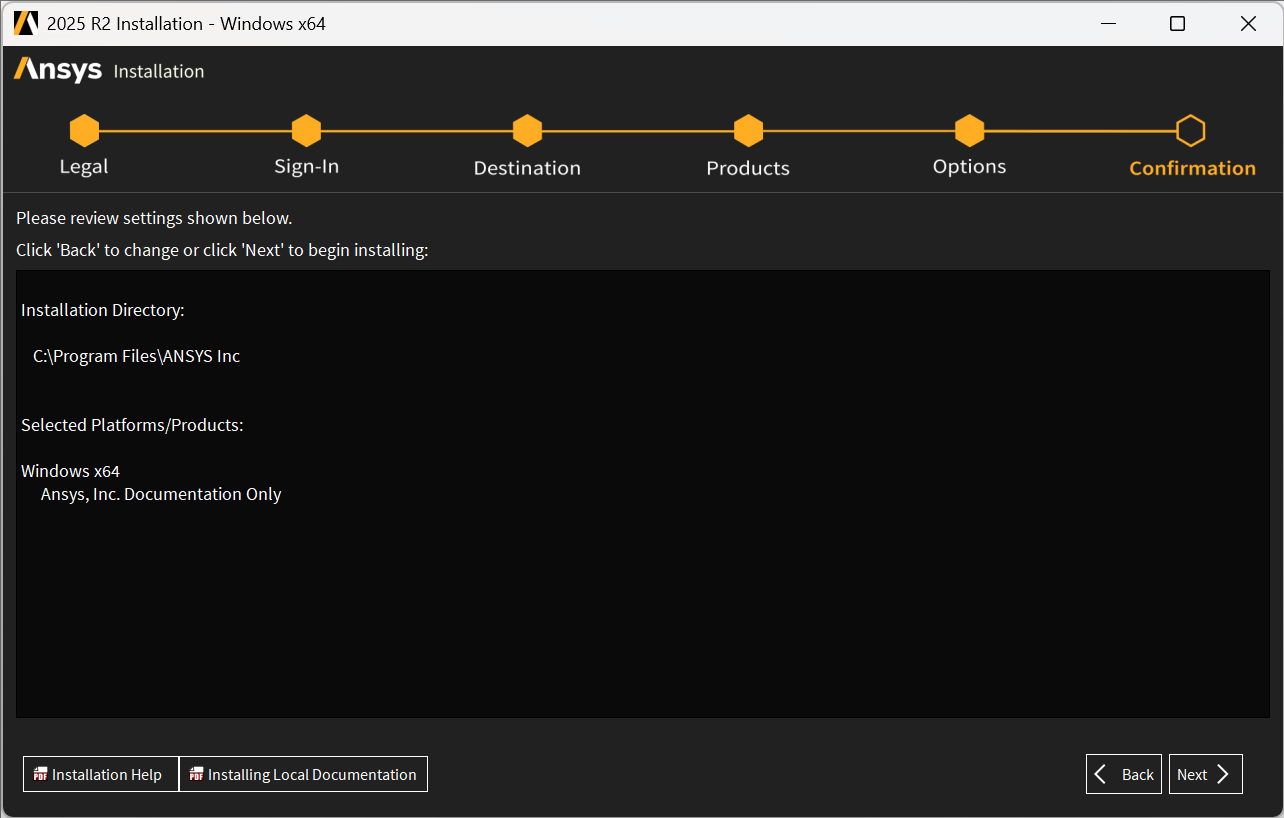 2025 R2 Installation - Windows x64
Ansys Installation
Legal
Sign-In
Destination
Products
Options
Confirmation
Please review settings shown below.
Click 'Back' to change or click 'Next' to begin installing:
Installation Directory:
C:\Program Files\ANSYS Inc
Selected Platforms/Products:
Windows x64
Ansys, Inc. Documentation Only
PDF Installation Help
PDF Installing Local Documentation
Back
Next